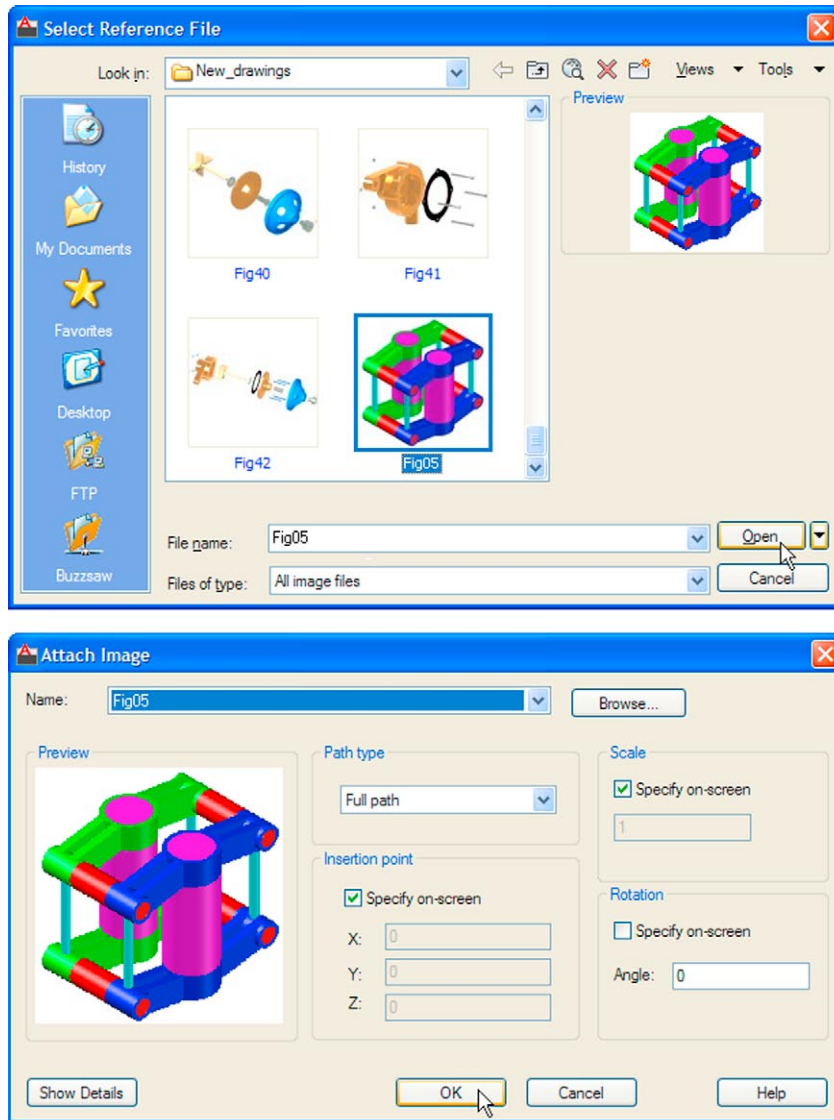 Select Reference File
Look in: New_drawings Views Tools
Preview
History
My Documents
Favorites
Desktop
FTP
Buzzsaw
Fig40 Fig41
Fig42 Fig05
File name: Fig05 Open
Files of type: All image files Cancel
Attach Image
Name: Fig05 Browse...
Preview
Path type
Full path
Insertion point
Specify on-screen
X: 0
Y: 0
Z: 0
Scale
Specify on-screen
1
Rotation
Specify on-screen
Angle: 0
Show Details OK Cancel Help